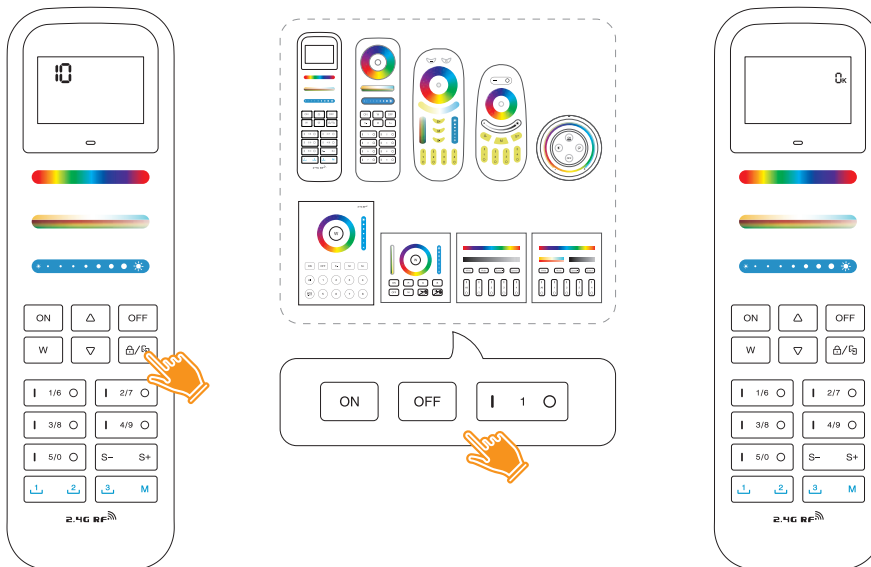 10
ON
OFF
W
1/6
2/7
3/8
4/9
5/0
S-
S+
1
2
3
M
2.4G RF
W
W
ON
OFF
1
0K
ON
OFF
W
1/6
2/7
3/8
4/9
5/0
S-
S+
1
2
3
M
2.4G RF